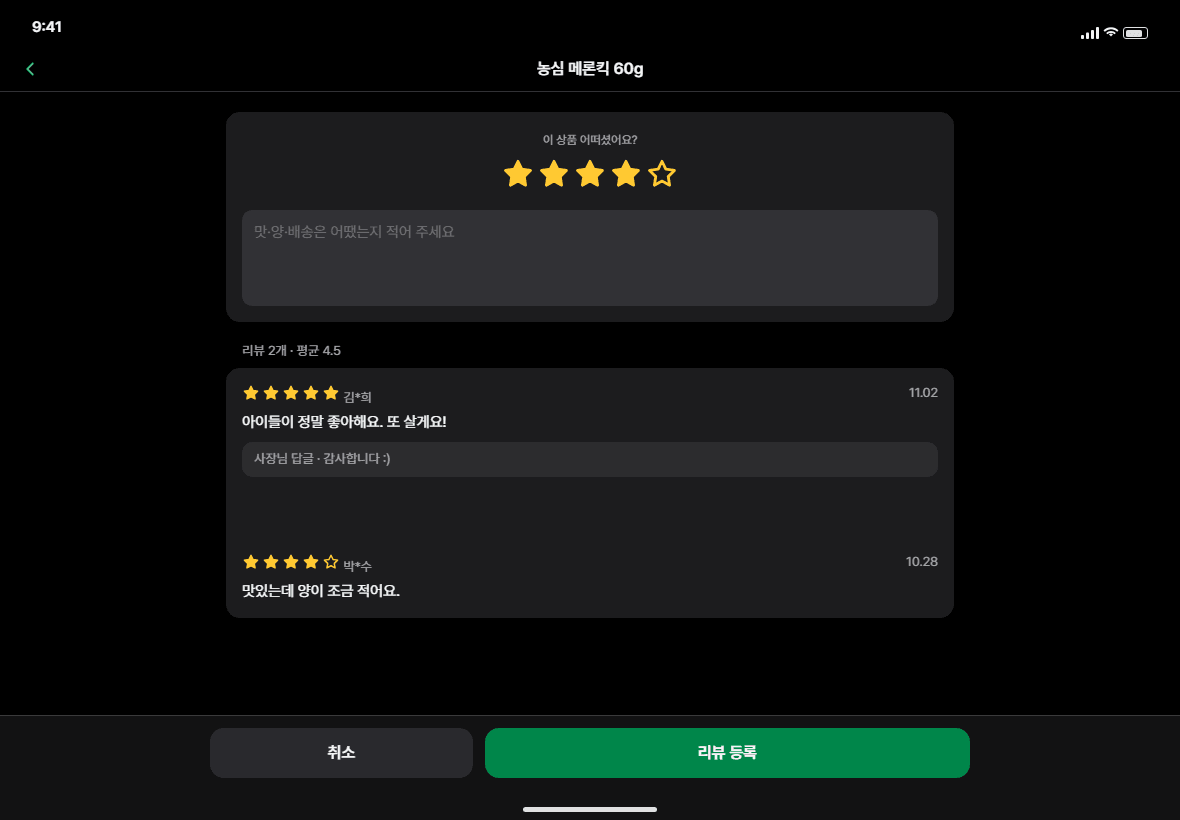 9:41
농심 메론킥 60g
이 상품 어떠셨어요?
맛·양·배송은 어땠는지 적어 주세요
리뷰 2개 · 평균 4.5
김*희 11.02
아이들이 정말 좋아해요. 또 살게요!
사장님 답글 · 감사합니다 :)
박*수 10.28
맛있는데 양이 조금 적어요.
취소 리뷰 등록